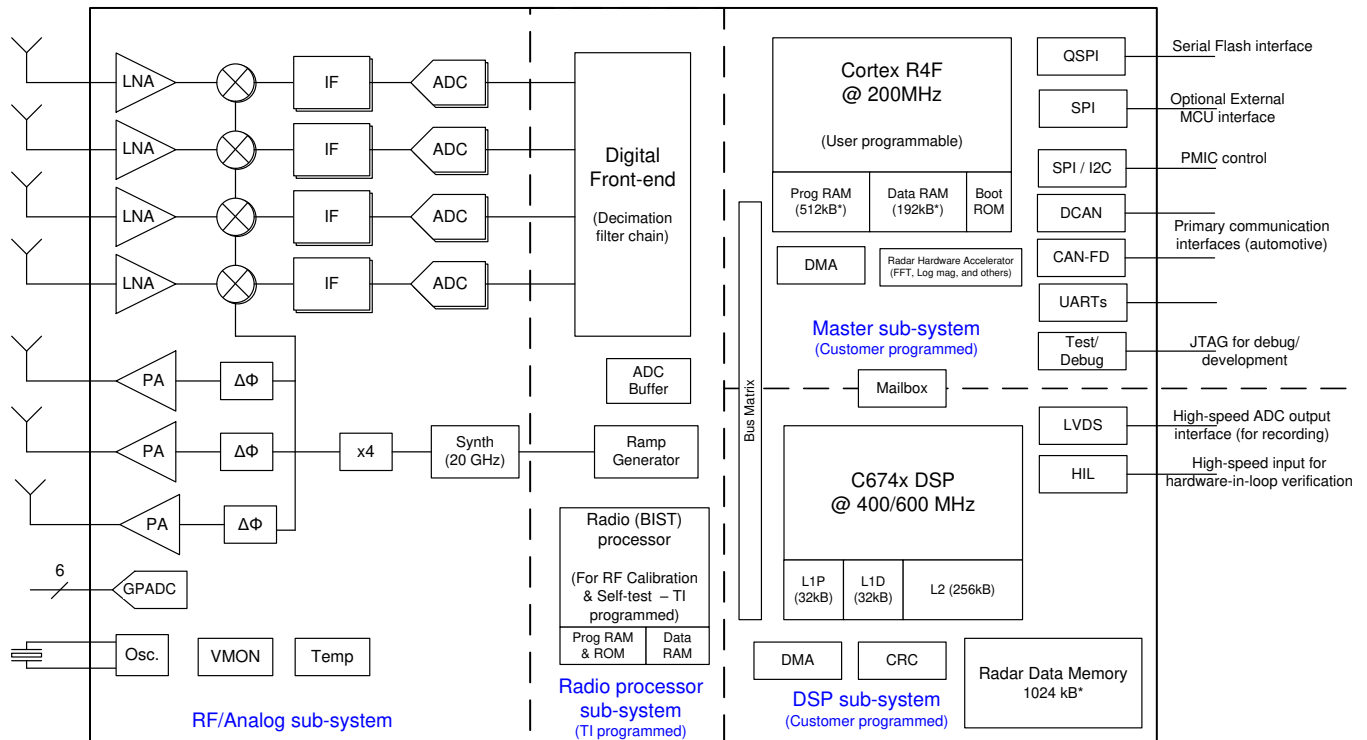 LNA
IF
ADC
LNA
IF
ADC
LNA
IF
ADC
LNA
IF
ADC
PA
ΔΦ
PA
ΔΦ
x4
Synth
(20 GHz)
PA
ΔΦ
6
GPADC
Osc.
VMON
Temp
RF/Analog sub-system
Digital
Front-end
(Decimation
filter chain)
ADC
Buffer
Ramp
Generator
Radio (BIST)
processor
(For RF Calibration
& Self-test – TI
programmed)
Prog RAM
& ROM
Data
RAM
Radio processor
sub-system
(TI programmed)
Cortex R4F
@ 200MHz
(User programmable)
Prog RAM
(512kB*)
Data RAM
(192kB*)
Boot
ROM
DMA
Radar Hardware Accelerator
(FFT, Log mag, and others)
Master sub-system
(Customer programmed)
Bus Matrix
Mailbox
C674x DSP
@ 400/600 MHz
L1P
(32kB)
L1D
(32kB)
L2 (256kB)
DMA
CRC
DSP sub-system
(Customer programmed)
Radar Data Memory
1024 kB*
QSPI
Serial Flash interface
SPI
Optional External
MCU interface
SPI / I2C
PMIC control
DCAN
Primary communication
interfaces (automotive)
CAN-FD
UARTs
Test/
Debug
JTAG for debug/
development
LVDS
High-speed ADC output
interface (for recording)
HIL
High-speed input for
hardware-in-loop verification